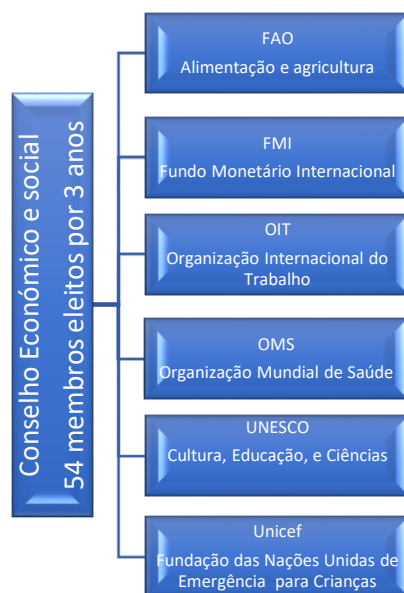 Conselho Económico e social
54 membros eleitos por 3 anos
FAO
Alimentação e agricultura
FMI
Fundo Monetário Internacional
OIT
Organização Internacional do
Trabalho
OMS
Organização Mundial de Saúde
UNESCO
Cultura, Educação, e Ciências
Unicef
Fundação das Nações Unidas de
Emergência para Crianças